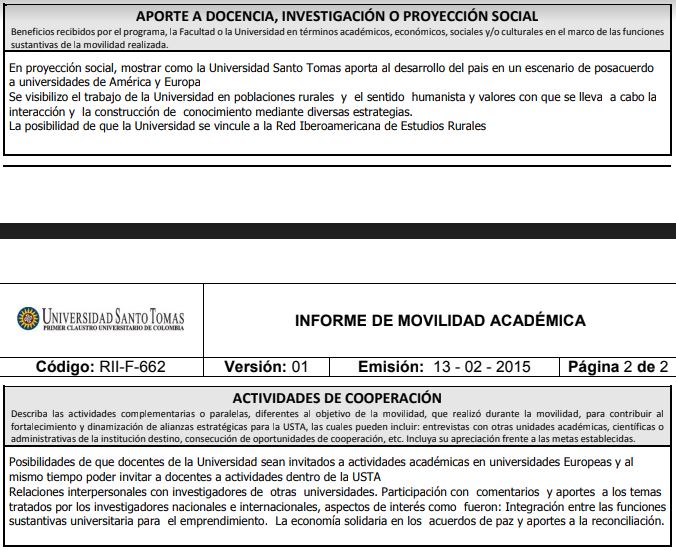 APORTE A DOCENCIA, INVESTIGACIÓN O PROYECCIÓN SOCIAL
Beneficios recibidos por el programa, la Facultad o la Universidad en términos académicos, económicos, sociales y/o culturales en el marco de las funciones
sustantivas de la movilidad realizada.
En proyección social, mostrar como la Universidad Santo Tomas aporta al desarrollo del pais en un escenario de posacuerdo
a universidades de América y Europa
Se visibilizo el trabajo de la Universidad en poblaciones rurales y el sentido humanista y valores con que se lleva a cabo la
interacción y la construcción de conocimiento mediante diversas estrategias.
La posibilidad de que la Universidad se vincule a la Red Iberoamericana de Estudios Rurales
UNIVERSIDAD SANTO TOMAS
PRIMER CLAUSTRO UNIVERSITARIO DE COLOMBIA
INFORME DE MOVILIDAD ACADÉMICA
Código: RII-F-662 Versión: 01 Emisión: 13 - 02 - 2015 Página 2 de 2
ACTIVIDADES DE COOPERACIÓN
Describa las actividades complementarias o paralelas, diferentes al objetivo de la movilidad, que realizó durante la movilidad, para contribuir al
fortalecimiento y dinamización de alianzas estratégicas para la USTA, las cuales pueden incluir: entrevistas con otras unidades académicas, científicas o
administrativas de la institución destino, consecución de oportunidades de cooperación, etc. Incluya su apreciación frente a las metas establecidas.
Posibilidades de que docentes de la Universidad sean invitados a actividades académicas en universidades Europeas y al
mismo tiempo poder invitar a docentes a actividades dentro de la USTA
Relaciones interpersonales con investigadores de otras universidades. Participación con comentarios y aportes a los temas
tratados por los investigadores nacionales e internacionales, aspectos de interés como fueron: Integración entre las funciones
sustantivas universitaria para el emprendimiento. La economía solidaria en los acuerdos de paz y aportes a la reconciliación.